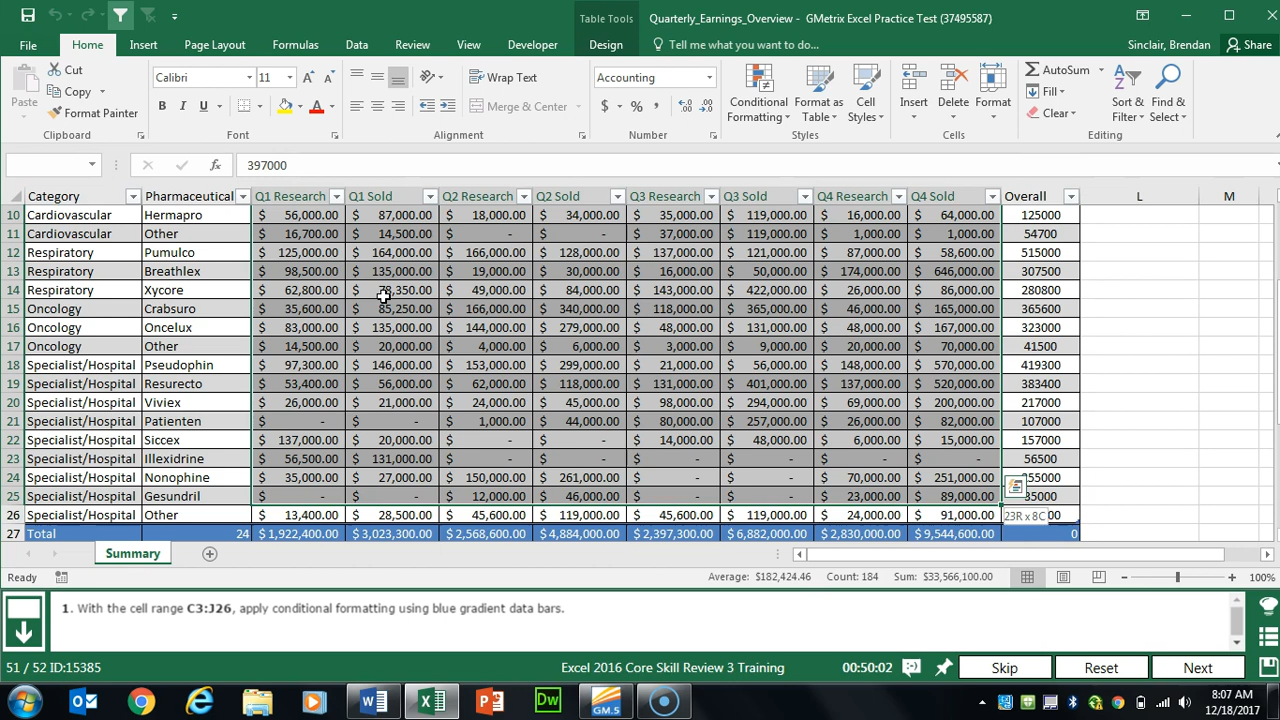 Table Tools
Quarterly_Earnings_Overview - GMetrix Excel Practice Test (37495587)
File Home Insert Page Layout Formulas Data Review View Developer Design Tell me what you want to do... Sinclair, Brendan Share
Paste Cut Copy Format Painter
Calibri 11 B I U A
Wrap Text Merge & Center
Accounting $ % ,
Conditional Formatting Format as Table Cell Styles
Insert Delete Format
AutoSum Fill Clear Sort & Filter Find & Select
Clipboard Font Alignment Number Styles Cells Editing
fx 397000
Category Pharmaceutical Q1 Research Q1 Sold Q2 Research Q2 Sold Q3 Research Q3 Sold Q4 Research Q4 Sold Overall L M
10 Cardiovascular Hermapro $ 56,000.00 $ 87,000.00 $ 18,000.00 $ 34,000.00 $ 35,000.00 $ 119,000.00 $ 16,000.00 $ 64,000.00 125000
11 Cardiovascular Other $ 16,700.00 $ 14,500.00 $ - $ - $ 37,000.00 $ 119,000.00 $ 1,000.00 $ 1,000.00 54700
12 Respiratory Pumulco $ 125,000.00 $ 164,000.00 $ 166,000.00 $ 128,000.00 $ 137,000.00 $ 121,000.00 $ 87,000.00 $ 58,600.00 515000
13 Respiratory Breathlex $ 98,500.00 $ 135,000.00 $ 19,000.00 $ 30,000.00 $ 16,000.00 $ 50,000.00 $ 174,000.00 $ 646,000.00 307500
14 Respiratory Xycore $ 62,800.00 $ $ 49,000.00 $ 84,000.00 $ 143,000.00 $ 422,000.00 $ 26,000.00 $ 86,000.00 280800
15 Oncology Crabsuro $ 35,600.00 $ 85,250.00 $ 166,000.00 $ 340,000.00 $ 118,000.00 $ 365,000.00 $ 46,000.00 $ 165,000.00 365600
16 Oncology Oncelux $ 83,000.00 $ 135,000.00 $ 144,000.00 $ 279,000.00 $ 48,000.00 $ 131,000.00 $ 48,000.00 $ 167,000.00 323000
17 Oncology Other $ 14,500.00 $ 20,000.00 $ 4,000.00 $ 6,000.00 $ 3,000.00 $ 9,000.00 $ 20,000.00 $ 70,000.00 41500
18 Specialist/Hospital Pseudophin $ 97,300.00 $ 146,000.00 $ 153,000.00 $ 299,000.00 $ 21,000.00 $ 56,000.00 $ 148,000.00 $ 570,000.00 419300
19 Specialist/Hospital Resurecto $ 53,400.00 $ 56,000.00 $ 62,000.00 $ 118,000.00 $ 131,000.00 $ 401,000.00 $ 137,000.00 $ 520,000.00 383400
20 Specialist/Hospital Viviex $ 26,000.00 $ 21,000.00 $ 24,000.00 $ 45,000.00 $ 98,000.00 $ 294,000.00 $ 69,000.00 $ 200,000.00 217000
21 Specialist/Hospital Patienten $ - $ - $ 1,000.00 $ 44,000.00 $ 80,000.00 $ 257,000.00 $ 26,000.00 $ 82,000.00 107000
22 Specialist/Hospital Siccex $ 137,000.00 $ 20,000.00 $ - $ - $ 14,000.00 $ 48,000.00 $ 6,000.00 $ 15,000.00 157000
23 Specialist/Hospital Illexidrine $ 56,500.00 $ 131,000.00 $ - $ - $ - $ - $ - $ - 56500
24 Specialist/Hospital Nonophine $ 35,000.00 $ 27,000.00 $ 150,000.00 $ 261,000.00 $ - $ - $ 70,000.00 $ 251,000.00
25 Specialist/Hospital Gesundril $ - $ - $ 12,000.00 $ 46,000.00 $ - $ - $ 23,000.00 $ 89,000.00
26 Specialist/Hospital Other $ 13,400.00 $ 28,500.00 $ 45,600.00 $ 119,000.00 $ 45,600.00 $ 119,000.00 $ 24,000.00 $ 91,000.00 23R x 8C
27 Total 24 $ 1,922,400.00 $ 3,023,300.00 $ 2,568,600.00 $ 4,884,000.00 $ 2,397,300.00 $ 6,882,000.00 $ 2,830,000.00 $ 9,544,600.00 0
Summary
Ready Average: $182,424.46 Count: 184 Sum: $33,566,100.00 100%
1. With the cell range C3:J26, apply conditional formatting using blue gradient data bars.
51 / 52 ID:15385 Excel 2016 Core Skill Review 3 Training 00:50:02 Skip Reset Next
Dw GM.5 8:07 AM
12/18/2017